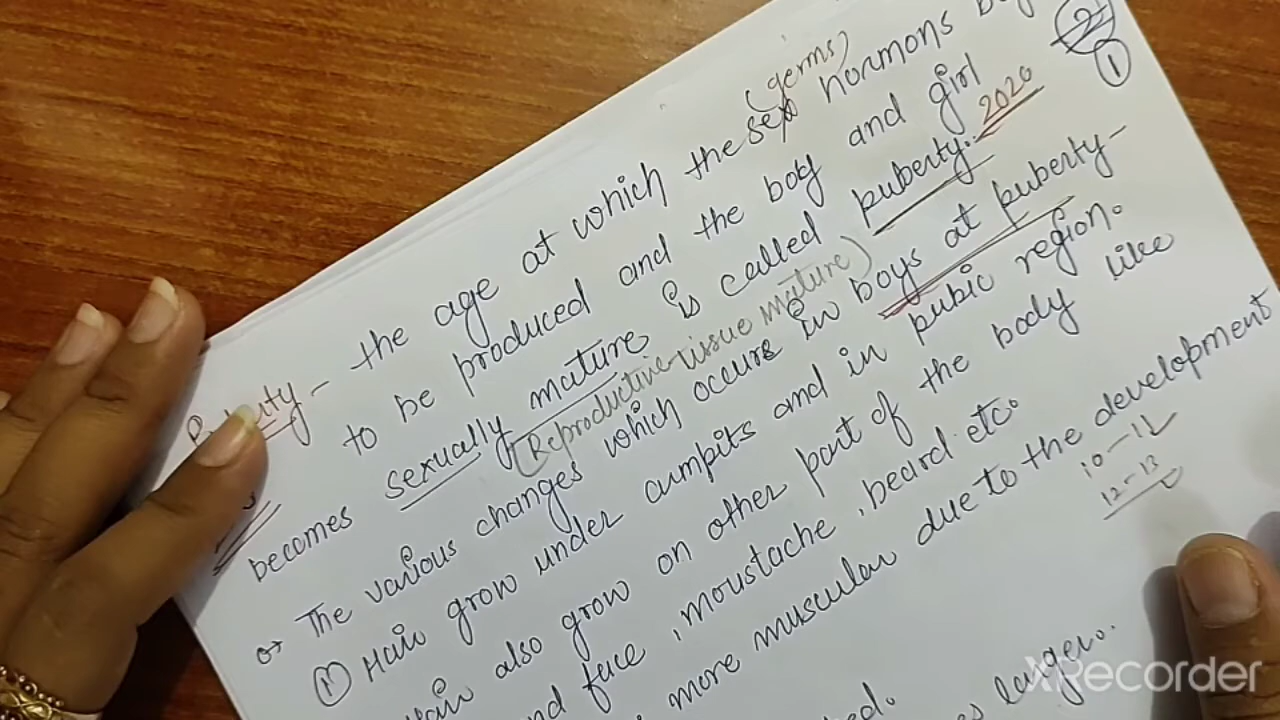 (germs)
the age at which the sex hormons
to be produced and the boy and girl
becomes sexually mature is called puberty. 2020
(Reproductive tissue mature)
The various changes which occurs in boys at puberty-
Hair grow under armpits and in pubic region.
also grow on other part of the body like
face, moustache, beard etc.
more muscular due to the development
10-12
12-13
larger.
2
1
XRecorder